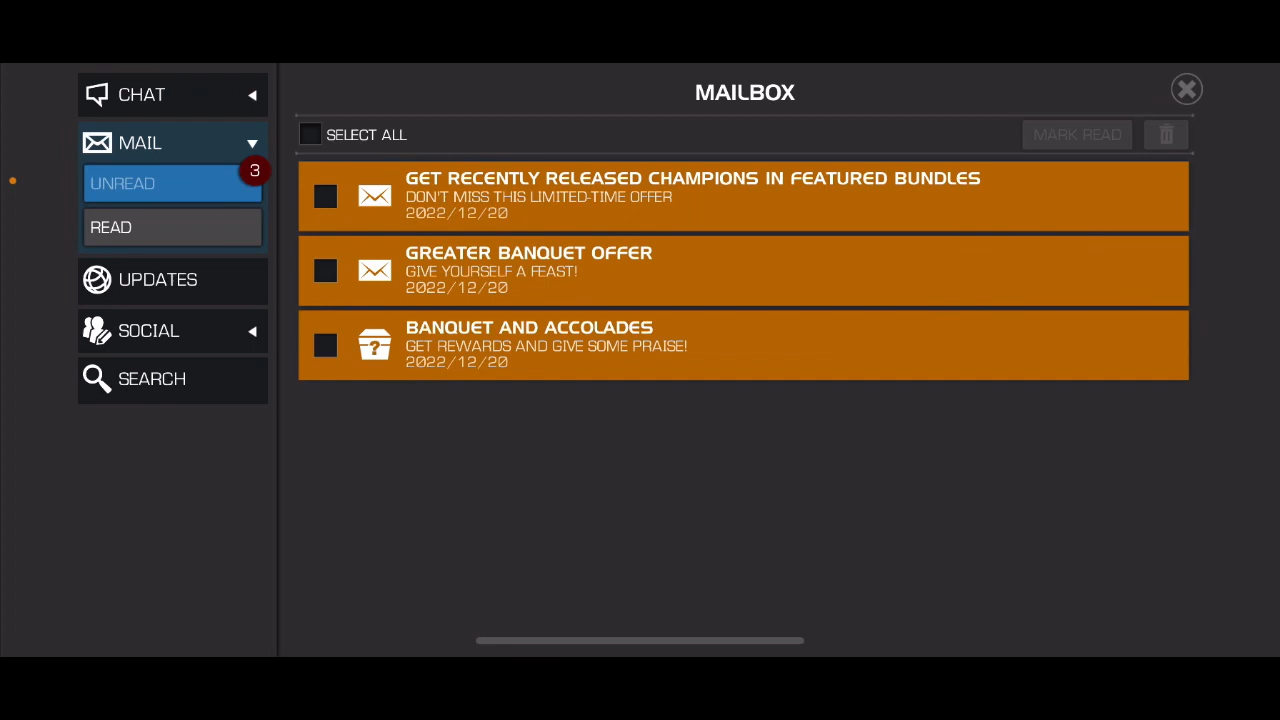 CHAT
MAIL
3
UNREAD
READ
UPDATES
SOCIAL
SEARCH
MAILBOX
SELECT ALL
MARK READ
GET RECENTLY RELEASED CHAMPIONS IN FEATURED BUNDLES
DON'T MISS THIS LIMITED-TIME OFFER
2022/12/20
GREATER BANQUET OFFER
GIVE YOURSELF A FEAST!
2022/12/20
?
BANQUET AND ACCOLADES
GET REWARDS AND GIVE SOME PRAISE!
2022/12/20